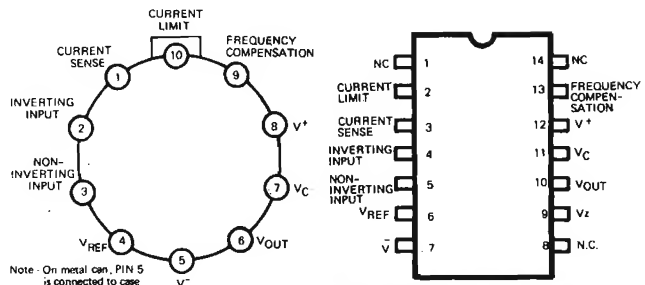 CURRENT
LIMIT
10
CURRENT
SENSE
1
FREQUENCY
COMPENSATION
9
INVERTING
INPUT
2
8
V+
NON-
INVERTING
INPUT
3
7
VC
VREF
4
6
VOUT
5
V-
Note - On metal can, PIN 5
is connected to case
NC 1
14 NC
CURRENT
LIMIT 2
13 FREQUENCY
COMPEN-
SATION
CURRENT
SENSE 3
12 V+
INVERTING
INPUT 4
11 VC
NON-
INVERTING
INPUT 5
10 VOUT
VREF 6
9 Vz
V- 7
8 N.C.